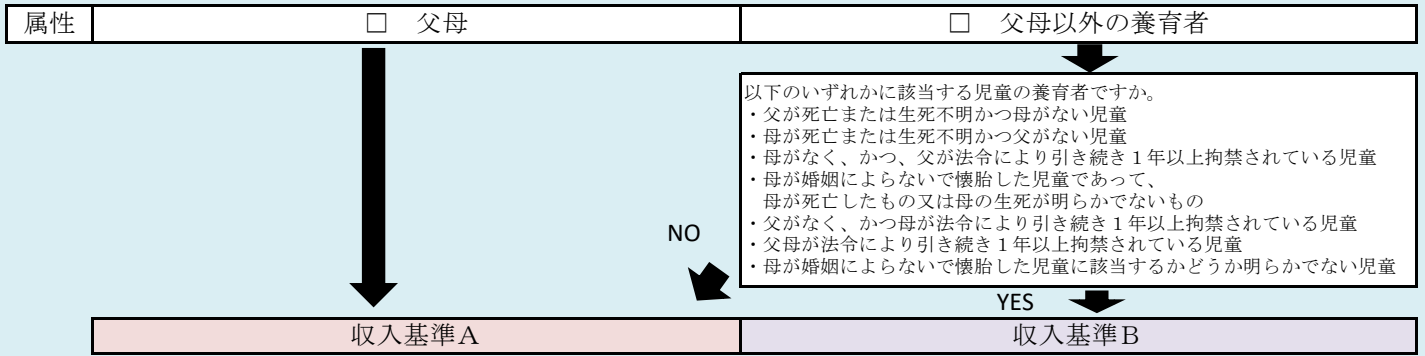 属性
□ 父母
□ 父母以外の養育者
以下のいずれかに該当する児童の養育者ですか。
・父が死亡または生死不明かつ母がない児童
・母が死亡または生死不明かつ父がない児童
・母がなく、かつ、父が法令により引き続き１年以上拘禁されている児童
・母が婚姻によらないで懐胎した児童であって、
母が死亡したもの又は母の生死が明らかでないもの
・父がなく、かつ母が法令により引き続き１年以上拘禁されている児童
・父母が法令により引き続き１年以上拘禁されている児童
・母が婚姻によらないで懐胎した児童に該当するかどうか明らかでない児童
NO
YES
収入基準Ａ
収入基準Ｂ